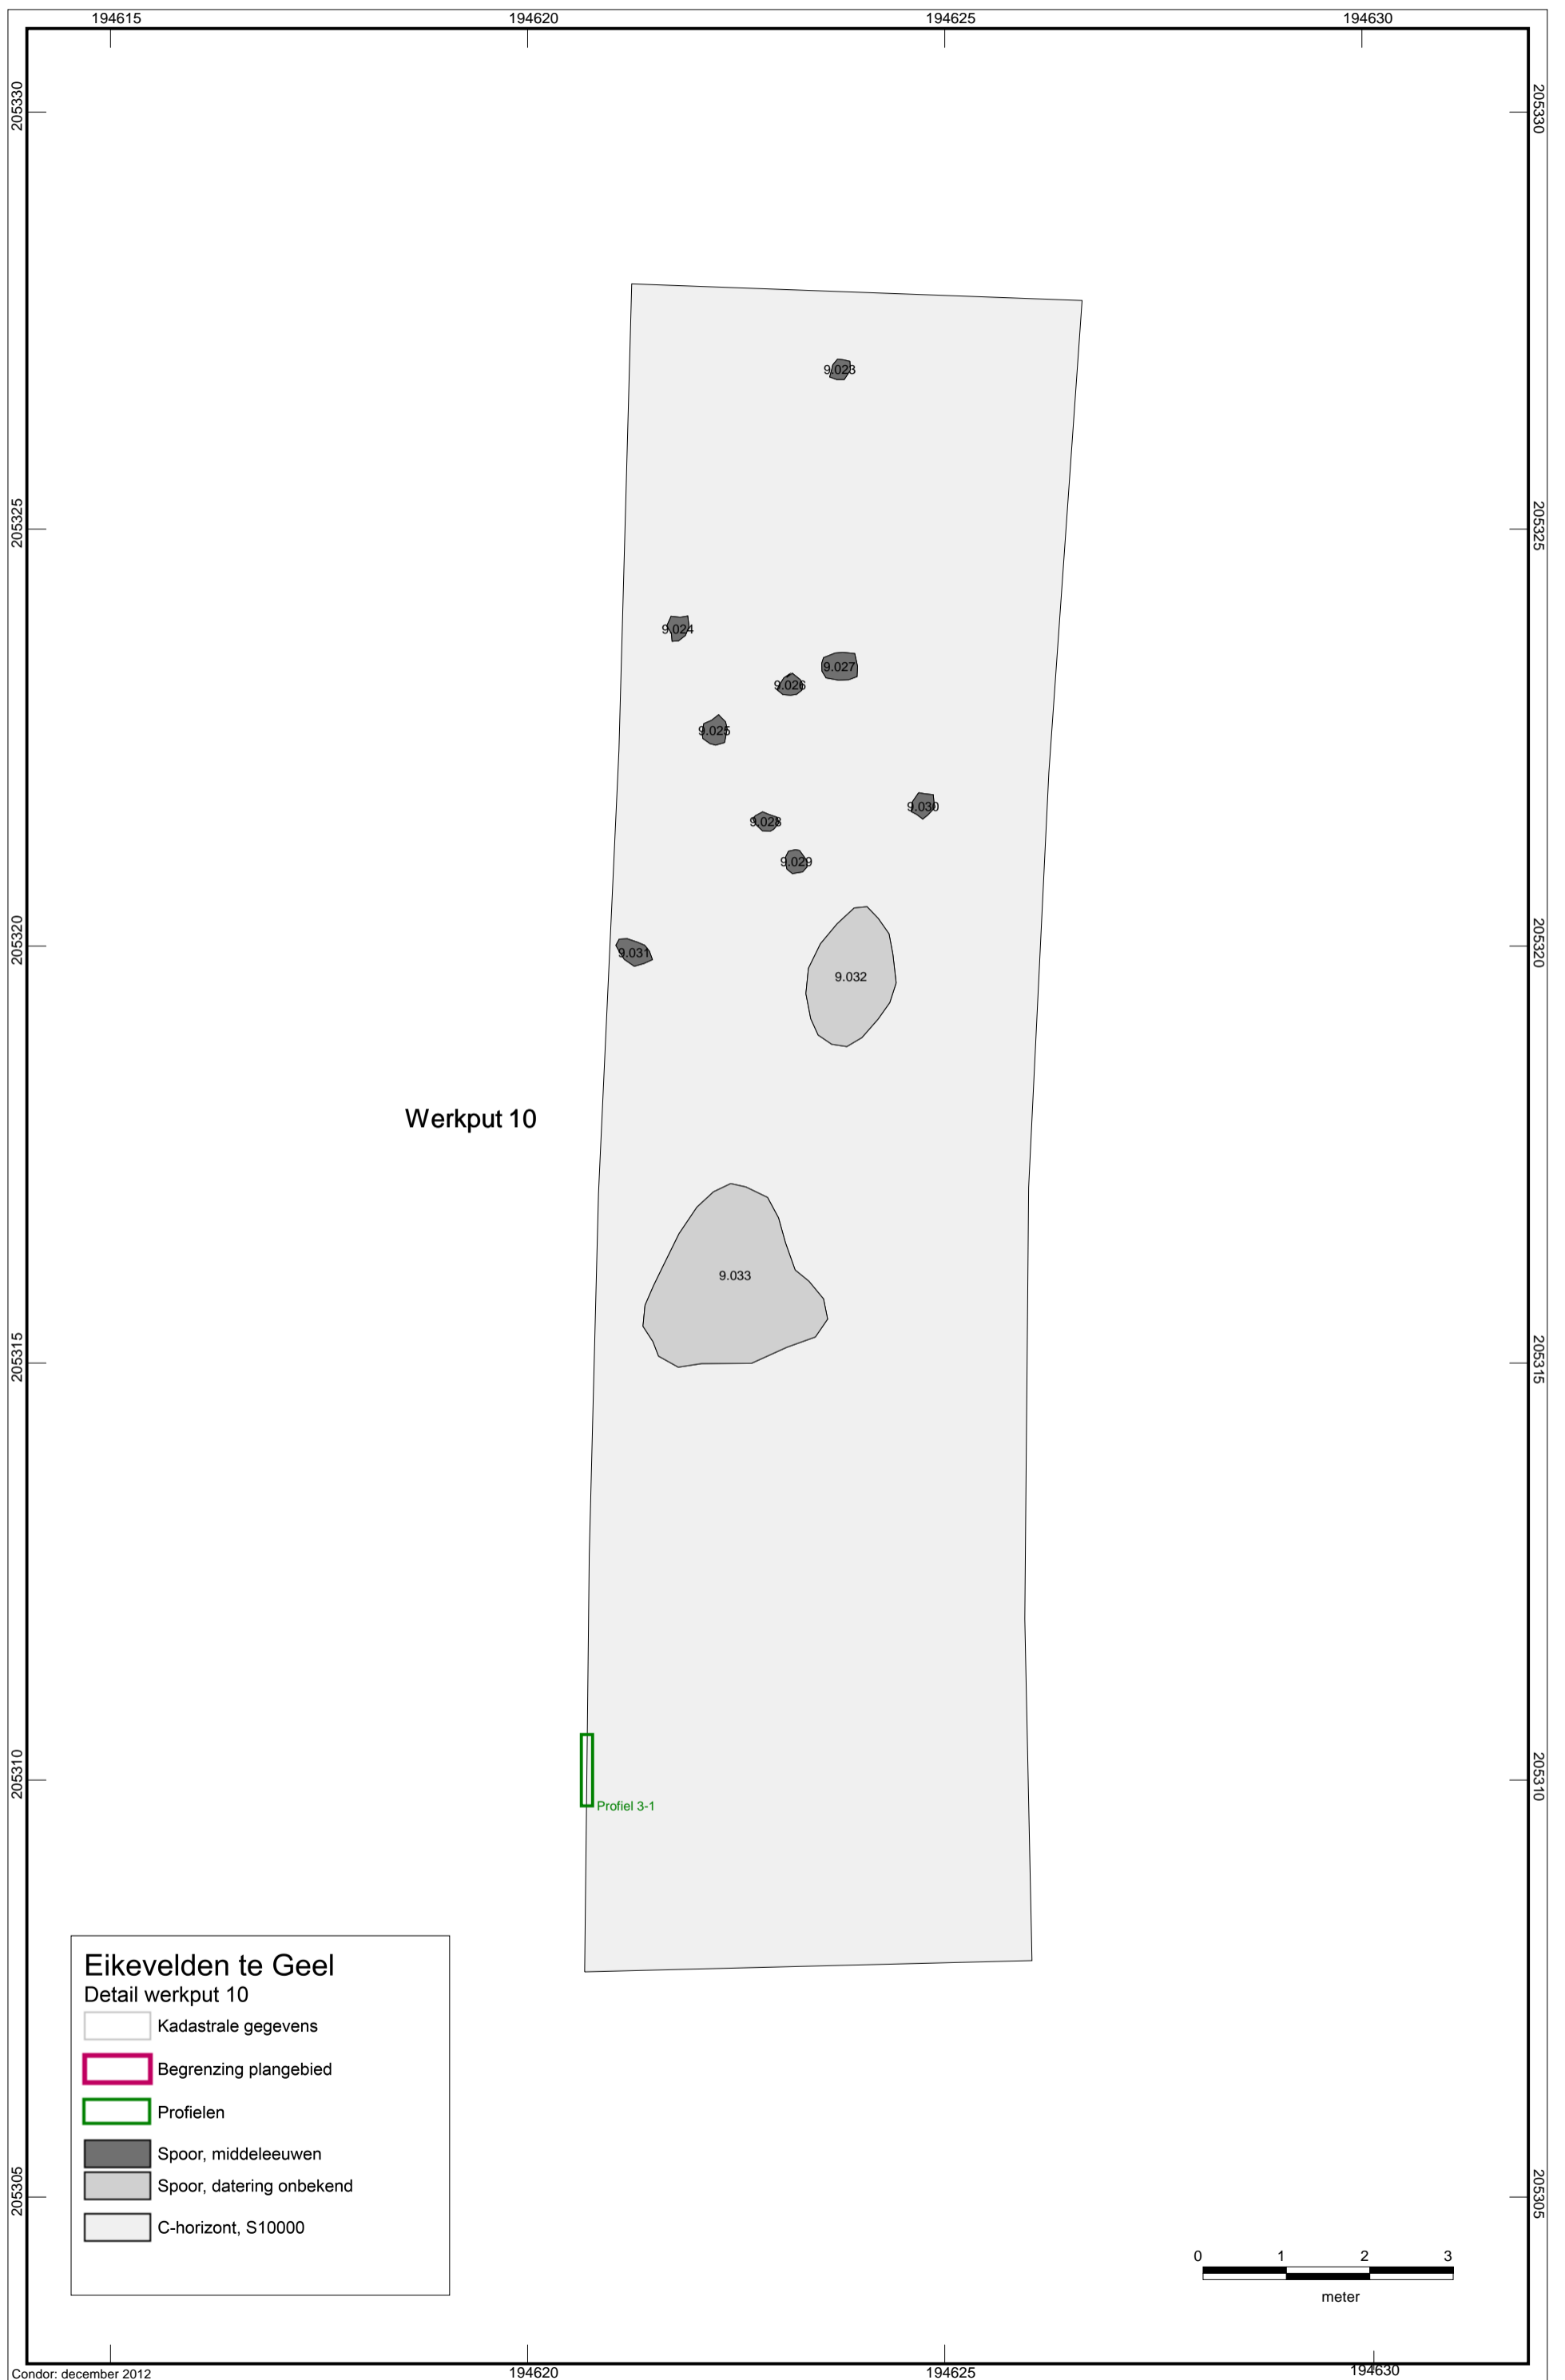 194615
194620
194625
194630
205330
205330
9.023
205325
205325
9.024
9.027
9.026
9.025
9.030
9.028
9.029
205320
205320
9.031
9.032
Werkput 10
9.033
205315
205315
205310
205310
Profiel 3-1
Eikevelden te Geel
Detail werkput 10
Kadastrale gegevens
Begrenzing plangebied
Profielen
Spoor, middeleeuwen
Spoor, datering onbekend
C-horizont, S10000
205305
205305
0 1 2 3
meter
Condor: december 2012
194620
194625
194630